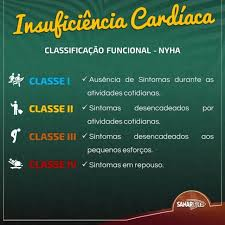 Insuficiência Cardíaca
CLASSIFICAÇÃO FUNCIONAL - NYHA
CLASSE I
✓ Ausência de Sintomas durante as
atividades cotidianas.
CLASSE II
✓ Sintomas desencadeados por
atividades cotidianas.
CLASSE III
✓ Sintomas desencadeados aos
pequenos esforços.
CLASSE IV
✓ Sintomas em repouso.
SANAR